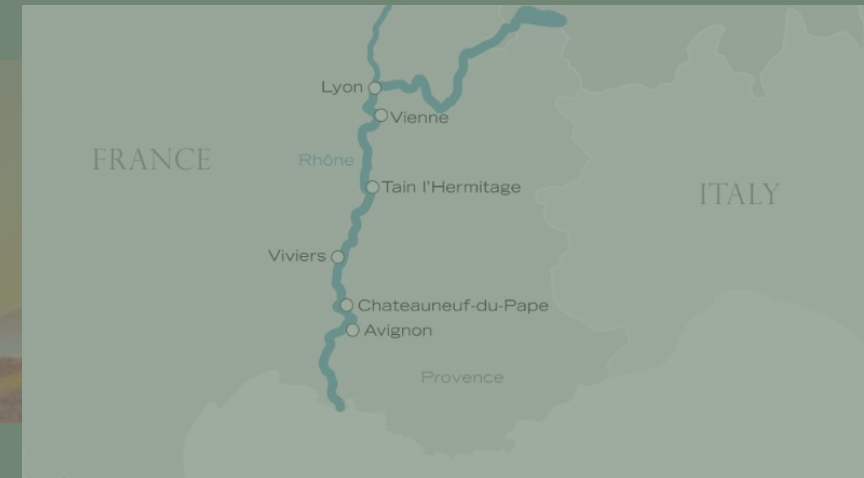 Lyon
Vienne
FRANCE
Rhône
Tain l'Hermitage
ITALY
Viviers
Chateauneuf-du-Pape
Avignon
Provence